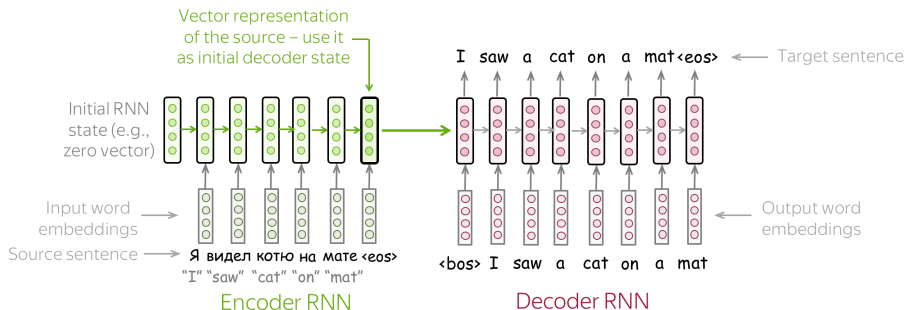 Vector representation
of the source – use it
as initial decoder state
I saw a cat on a mat <eos>
Target sentence
Initial RNN
state (e.g.,
zero vector)
Input word
embeddings
Output word
embeddings
Source sentence
Я видел котю на мате <eos>
"I" "saw" "cat" "on" "mat"
<bos> I saw a cat on a mat
Encoder RNN
Decoder RNN